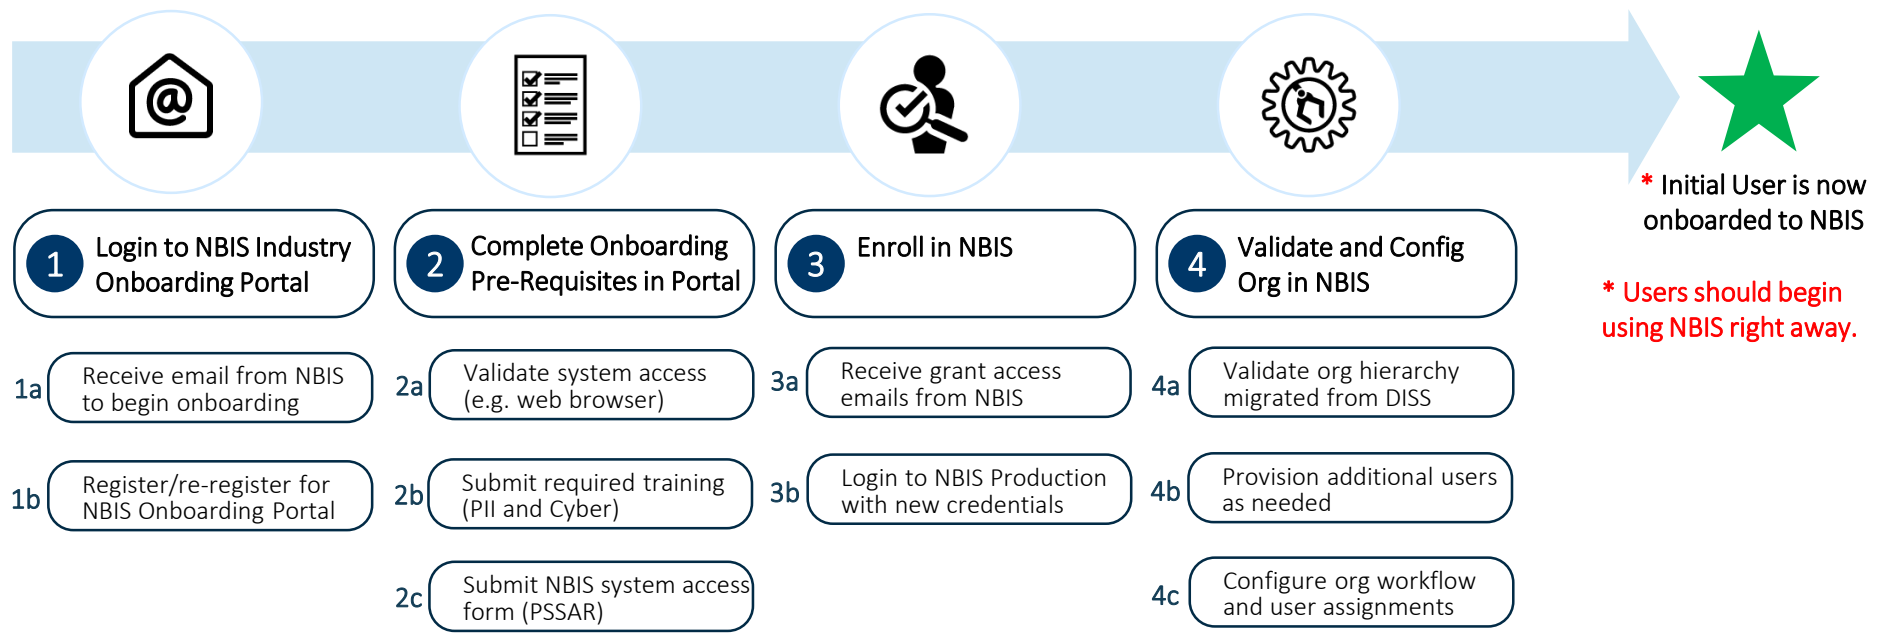 1
Login to NBIS Industry
Onboarding Portal
1a
Receive email from NBIS
to begin onboarding
1b
Register/re-register for
NBIS Onboarding Portal
2
Complete Onboarding
Pre-Requisites in Portal
2a
Validate system access
(e.g. web browser)
2b
Submit required training
(PII and Cyber)
2c
Submit NBIS system access
form (PSSAR)
3
Enroll in NBIS
3a
Receive grant access
emails from NBIS
3b
Login to NBIS Production
with new credentials
4
Validate and Config
Org in NBIS
4a
Validate org hierarchy
migrated from DISS
4b
Provision additional users
as needed
4c
Configure org workflow
and user assignments
* Initial User is now
onboarded to NBIS
* Users should begin
using NBIS right away.